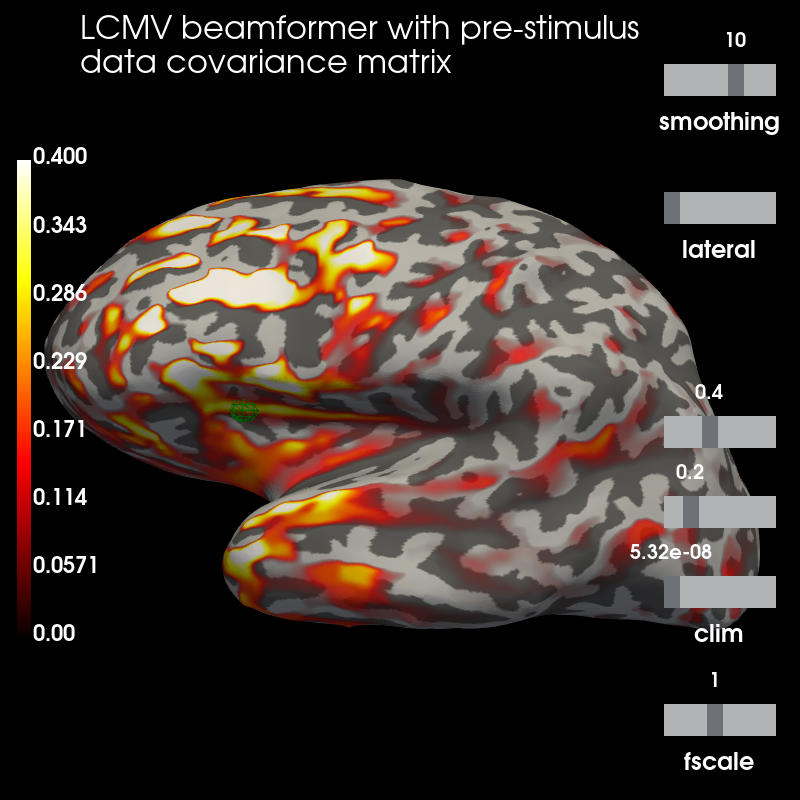 LCMV beamformer with pre-stimulus
data covariance matrix
10
smoothing
0.400
0.343
0.286
0.229
0.171
0.114
0.0571
0.00
lateral
0.4
0.2
5.32e-08
clim
1
fscale